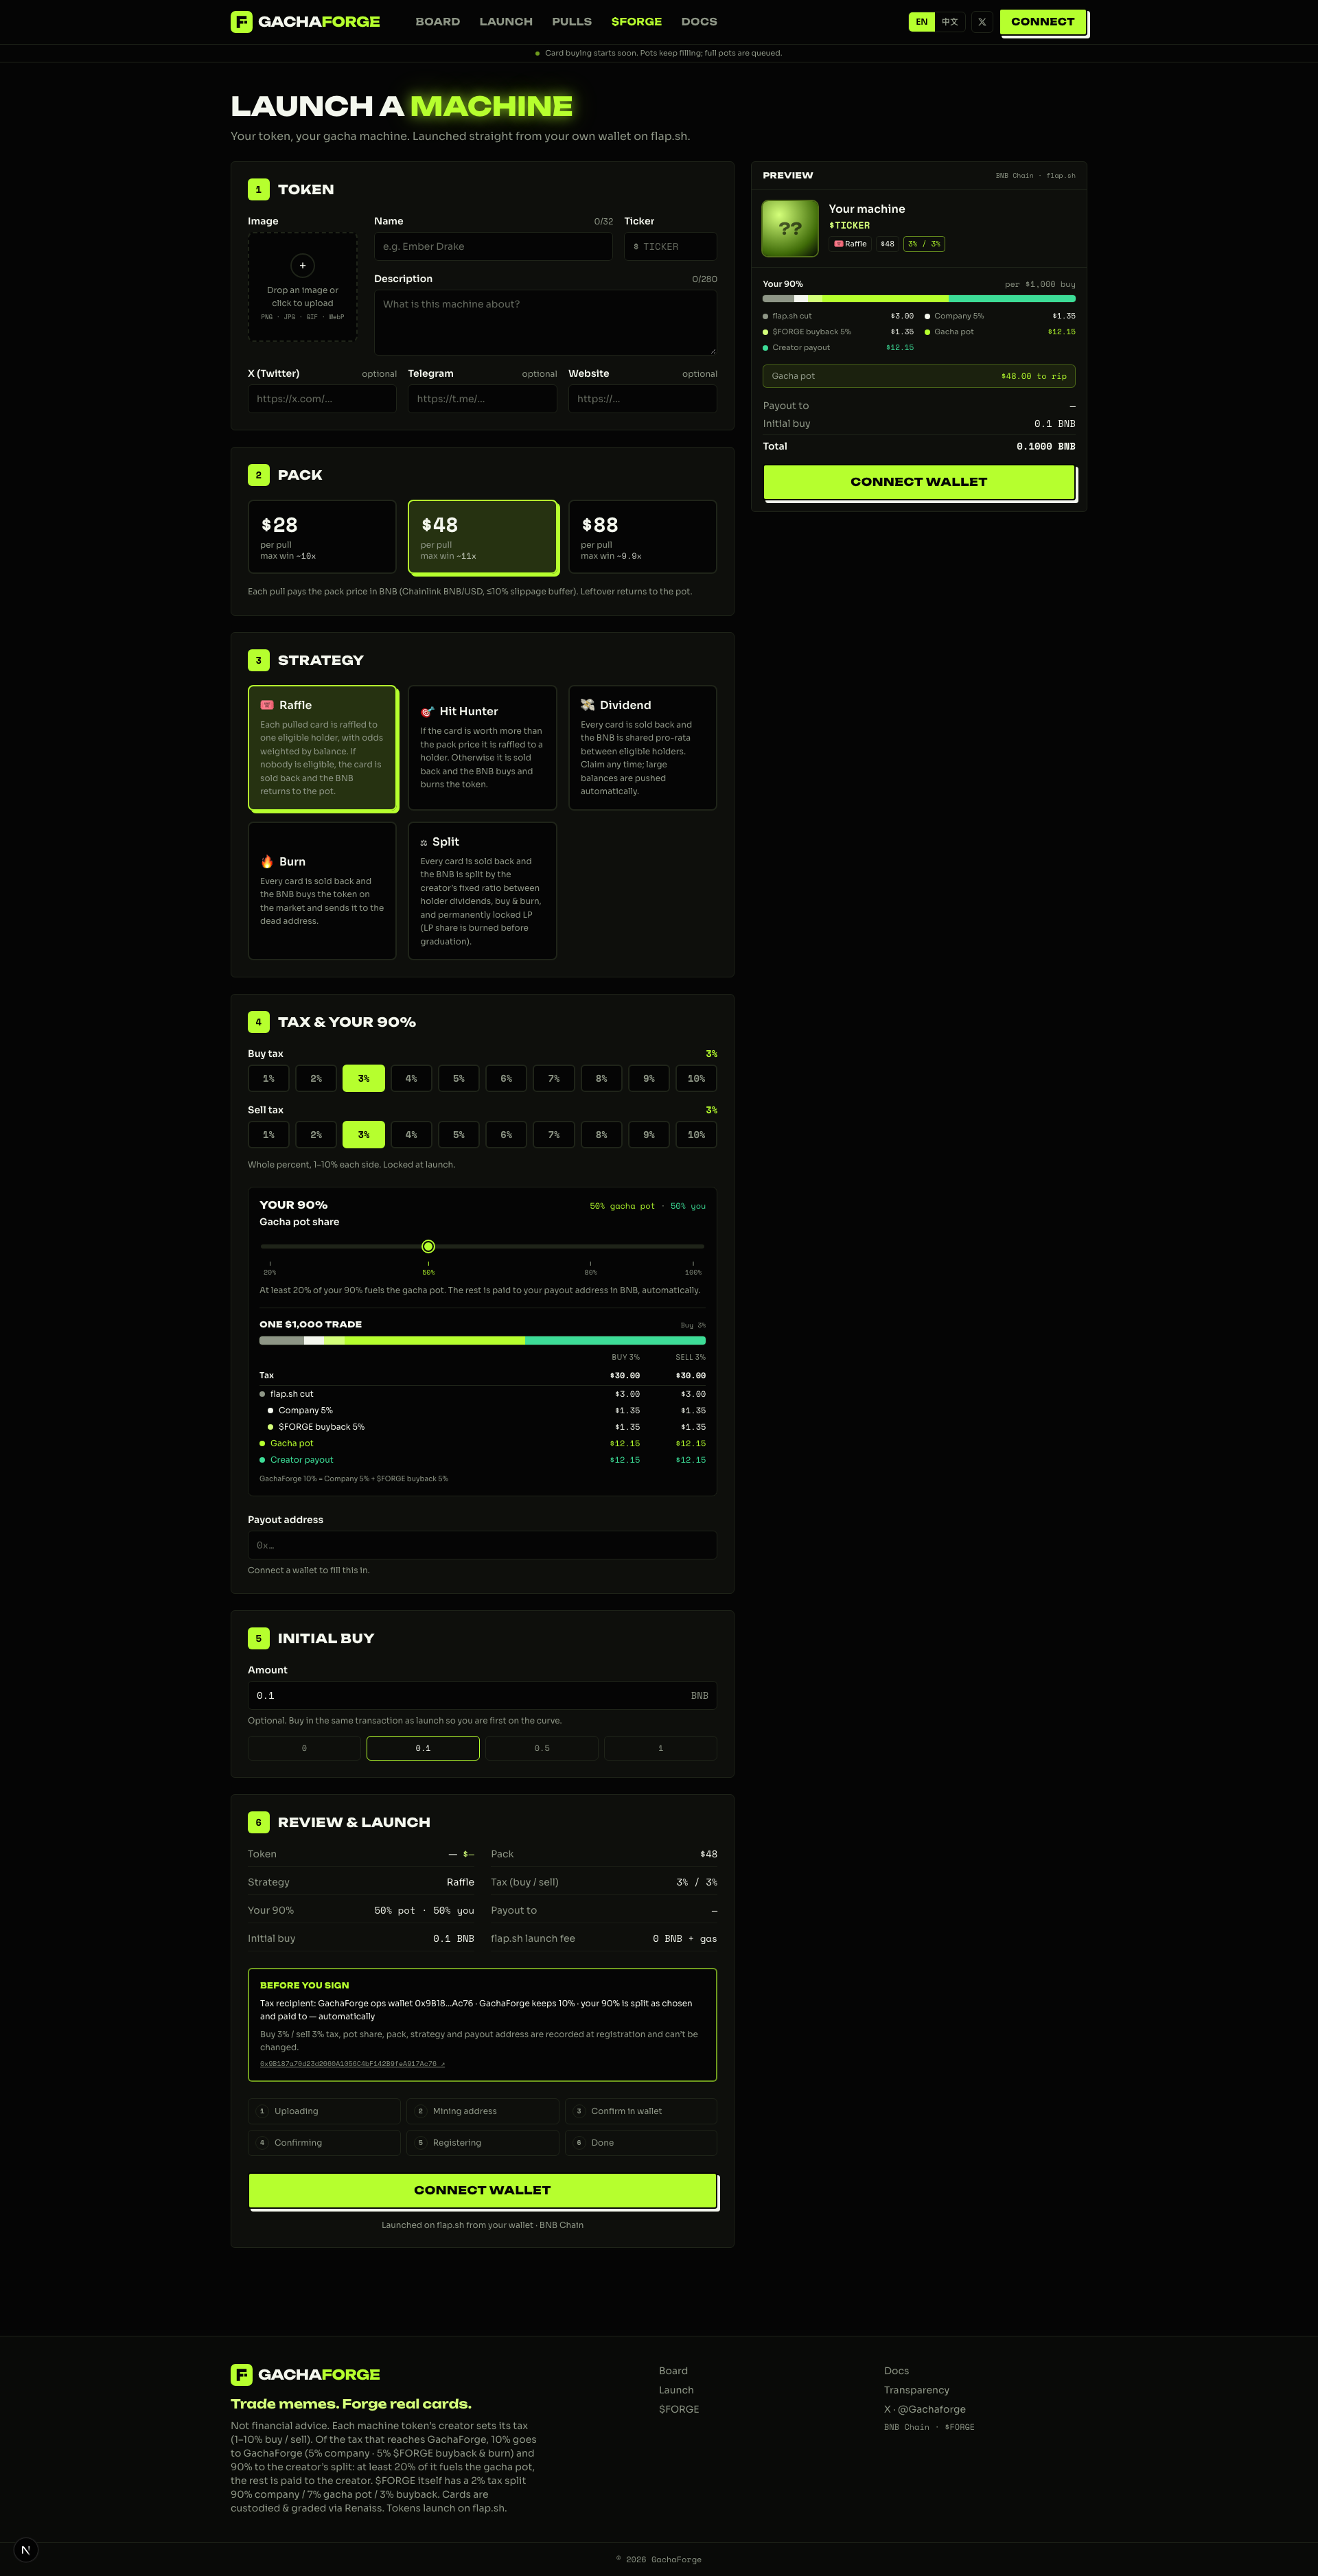 GACHAFORGE
BOARD LAUNCH PULLS $FORGE DOCS
EN 中文 X CONNECT
Card buying starts soon. Pots keep filling; full pots are queued.
LAUNCH A MACHINE
Your token, your gacha machine. Launched straight from your own wallet on flap.sh.
1 TOKEN
Image
+
Drop an image or
click to upload
PNG · JPG · GIF · WebP
Name 0/32
e.g. Ember Drake
Ticker
$ TICKER
Description 0/280
What is this machine about?
X (Twitter) optional
https://x.com/...
Telegram optional
https://t.me/...
Website optional
https://...
2 PACK
$28
per pull
max win ~10x
$48
per pull
max win ~11x
$88
per pull
max win ~9.9x
Each pull pays the pack price in BNB (Chainlink BNB/USD, ≤10% slippage buffer). Leftover returns to the pot.
3 STRATEGY
Raffle
Each pulled card is raffled to
one eligible holder, with odds
weighted by balance. If
nobody is eligible, the card is
sold back and the BNB
returns to the pot.
Hit Hunter
If the card is worth more than
the pack price it is raffled to a
holder. Otherwise it is sold
back and the BNB buys and
burns the token.
Dividend
Every card is sold back and
the BNB is shared pro-rata
between eligible holders.
Claim any time; large
balances are pushed
automatically.
Burn
Every card is sold back and
the BNB buys the token on
the market and sends it to the
dead address.
Split
Every card is sold back and
the BNB is split by the
creator's fixed ratio between
holder dividends, buy & burn,
and permanently locked LP
(LP share is burned before
graduation).
4 TAX & YOUR 90%
Buy tax 3%
1% 2% 3% 4% 5% 6% 7% 8% 9% 10%
Sell tax 3%
1% 2% 3% 4% 5% 6% 7% 8% 9% 10%
Whole percent, 1–10% each side. Locked at launch.
YOUR 90% 50% gacha pot · 50% you
Gacha pot share
20% 50% 80% 100%
At least 20% of your 90% fuels the gacha pot. The rest is paid to your payout address in BNB, automatically.
ONE $1,000 TRADE Buy 3%
BUY 3% SELL 3%
Tax $30.00 $30.00
flap.sh cut $3.00 $3.00
Company 5% $1.35 $1.35
$FORGE buyback 5% $1.35 $1.35
Gacha pot $12.15 $12.15
Creator payout $12.15 $12.15
GachaForge 10% = Company 5% + $FORGE buyback 5%
Payout address
0x…
Connect a wallet to fill this in.
5 INITIAL BUY
Amount
0.1 BNB
Optional. Buy in the same transaction as launch so you are first on the curve.
0 0.1 0.5 1
6 REVIEW & LAUNCH
Token — $— Pack $48
Strategy Raffle Tax (buy / sell) 3% / 3%
Your 90% 50% pot · 50% you Payout to —
Initial buy 0.1 BNB flap.sh launch fee 0 BNB + gas
BEFORE YOU SIGN
Tax recipient: GachaForge ops wallet 0x9B18…Ac76 · GachaForge keeps 10% · your 90% is split as chosen
and paid to — automatically
Buy 3% / sell 3% tax, pot share, pack, strategy and payout address are recorded at registration and can't be
changed.
1 Uploading 2 Mining address 3 Confirm in wallet
4 Confirming 5 Registering 6 Done
CONNECT WALLET
Launched on flap.sh from your wallet · BNB Chain
PREVIEW BNB Chain · flap.sh
??
Your machine
$TICKER
Raffle $48 3% / 3%
Your 90% per $1,000 buy
flap.sh cut $3.00 Company 5% $1.35
$FORGE buyback 5% $1.35 Gacha pot $12.15
Creator payout $12.15
Gacha pot $48.00 to rip
Payout to —
Initial buy 0.1 BNB
Total 0.1000 BNB
CONNECT WALLET
GACHAFORGE
Trade memes. Forge real cards.
Not financial advice. Each machine token's creator sets its tax
(1–10% buy / sell). Of the tax that reaches GachaForge, 10% goes
to GachaForge (5% company · 5% $FORGE buyback & burn) and
90% to the creator's split: at least 20% of it fuels the gacha pot,
the rest is paid to the creator. $FORGE itself has a 2% tax split
90% company / 7% gacha pot / 3% buyback. Cards are
custodied & graded via Renaiss. Tokens launch on flap.sh.
Board
Launch
$FORGE
Docs
Transparency
X · @Gachaforge
BNB Chain · $FORGE
N
© 2026 GachaForge